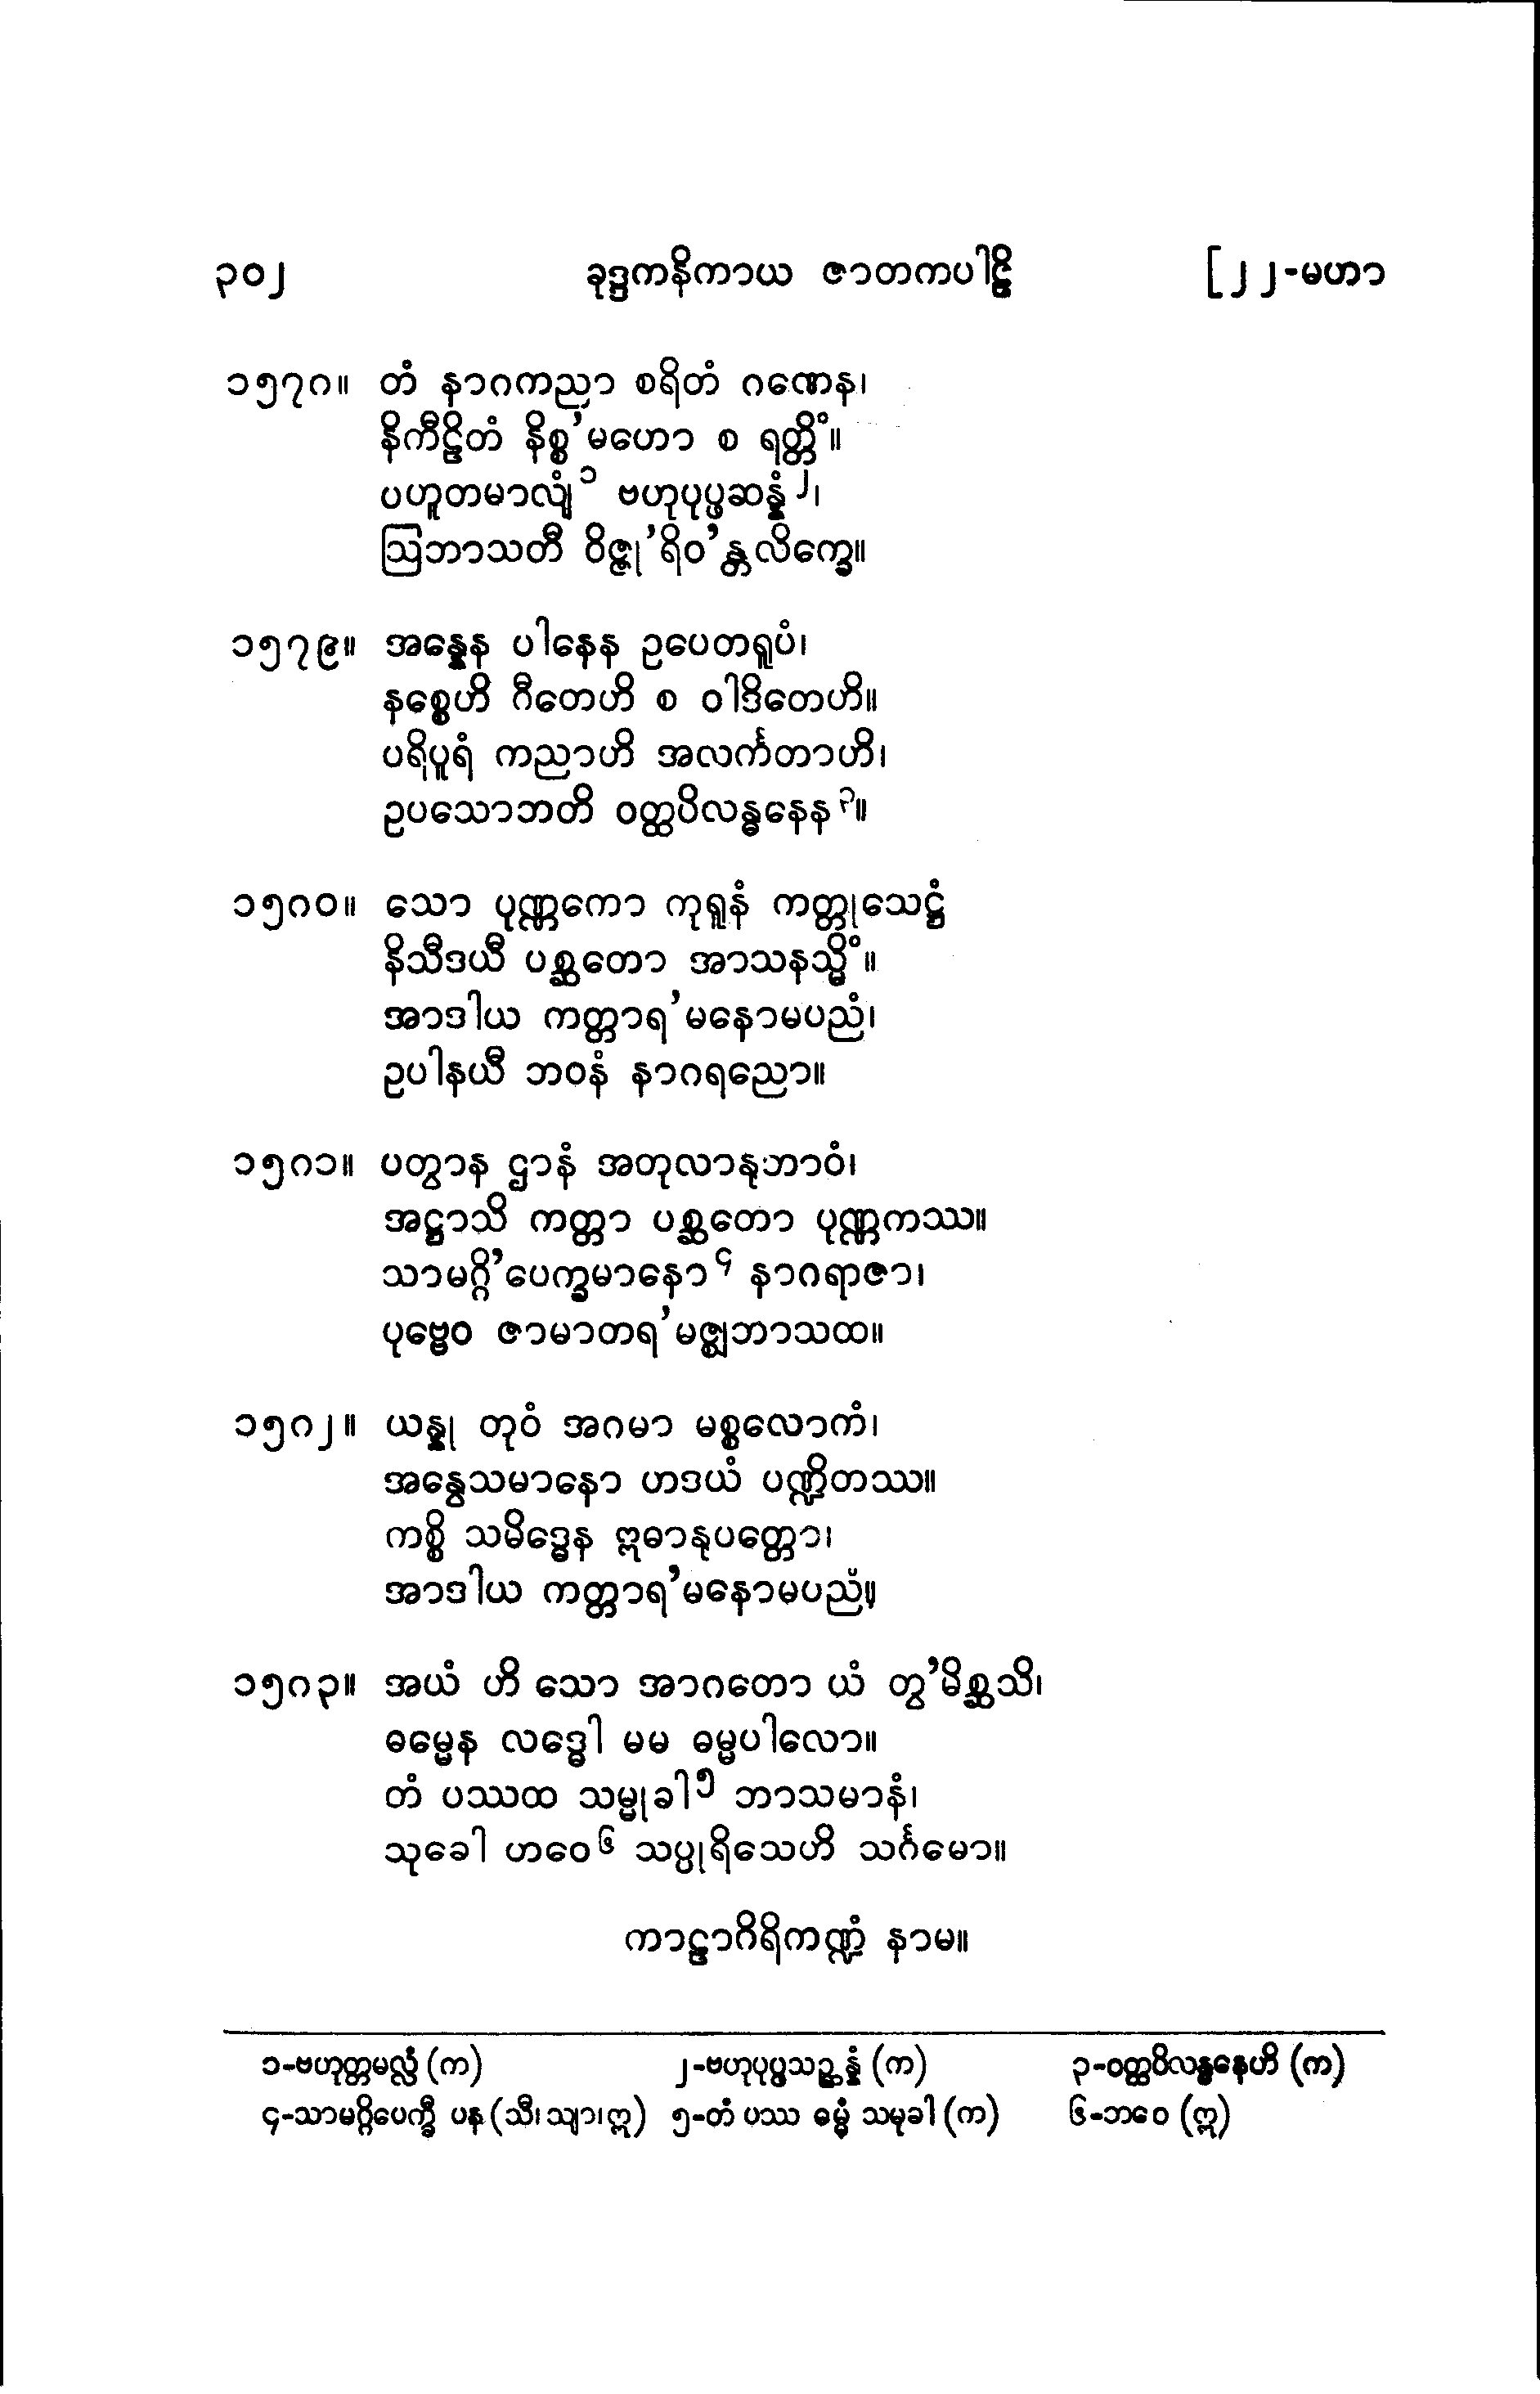 ၃၀၂ ခုဒ္ဒကနိကာယ ဇာတကပါဠိ [၂၂-မဟာ
၁၅၇၈။ တံ နာဂကညာ စရိတံ ဂဏေန၊
နိကီဠိတံ နိစ္စ'မဟော စ ရတ္တိံ။
ပဟူတမာလျံ၁ ဗဟုပုပ္ဖဆန္နံ၂၊
ဩဘာသတီ ဝိဇ္ဇု'ရိဝ'န္တလိက္ခေ။
၁၅၇၉။ အန္နေန ပါနေန ဥပေတရူပံ၊
နစ္စေဟိ ဂီတေဟိ စ ဝါဒိတေဟိ။
ပရိပူရံ ကညာဟိ အလင်္ကတာဟိ၊
ဥပသောဘတိ ဝတ္ထပိလန္ဓနေန၃။
၁၅၈၀။ သော ပုဏ္ဏကော ကုရူနံ ကတ္တုသေဋ္ဌံ
နိသီဒယီ ပစ္ဆတော အာသနသ္မိံ။
အာဒါယ ကတ္တာရ'မနောမပညံ၊
ဥပါနယီ ဘဝနံ နာဂရညော။
၁၅၈၁။ ပတွာန ဌာနံ အတုလာနုဘာဝံ၊
အဋ္ဌာသိ ကတ္တာ ပစ္ဆတော ပုဏ္ဏကဿ။
သာမဂ္ဂိ'ပေက္ခမာနော၄ နာဂရာဇာ၊
ပုဗ္ဗေဝ ဇာမာတရ'မဇ္ဈဘာသထ။
၁၅၈၂။ ယန္နု တုဝံ အဂမာ မစ္စလောကံ၊
အန္ဝေသမာနော ဟဒယံ ပဏ္ဍိတဿ။
ကစ္စိ သမိဒ္ဓေန ဣဓာနုပတ္တော၊
အာဒါယ ကတ္တာရ'မနောမပညံ။
၁၅၈၃။ အယံ ဟိ သော အာဂတော ယံ တွ'မိစ္ဆသိ၊
ဓမ္မေန လဒ္ဓေါ မမ ဓမ္မပါလော။
တံ ပဿထ သမ္မုခါ၅ ဘာသမာနံ၊
သုခေါ ဟဝေ၆ သပ္ပုရိသေဟိ သင်္ဂမော။
ကာဠာဂိရိကဏ္ဍံ နာမ။
၁-ဗဟုတ္တမလ္လံ (က) ၂-ဗဟုပုပ္ဖသဉ္ဆန္နံ (က) ၃-ဝတ္ထပိလန္ဓနေဟိ (က)
၄-သာမဂ္ဂိပေက္ခီ ပန (သီ၊ သျာ၊ ဣ) ၅-တံ ပဿ ဓမ္မံ သမုခါ (က) ၆-ဘဝေ (ဣ)